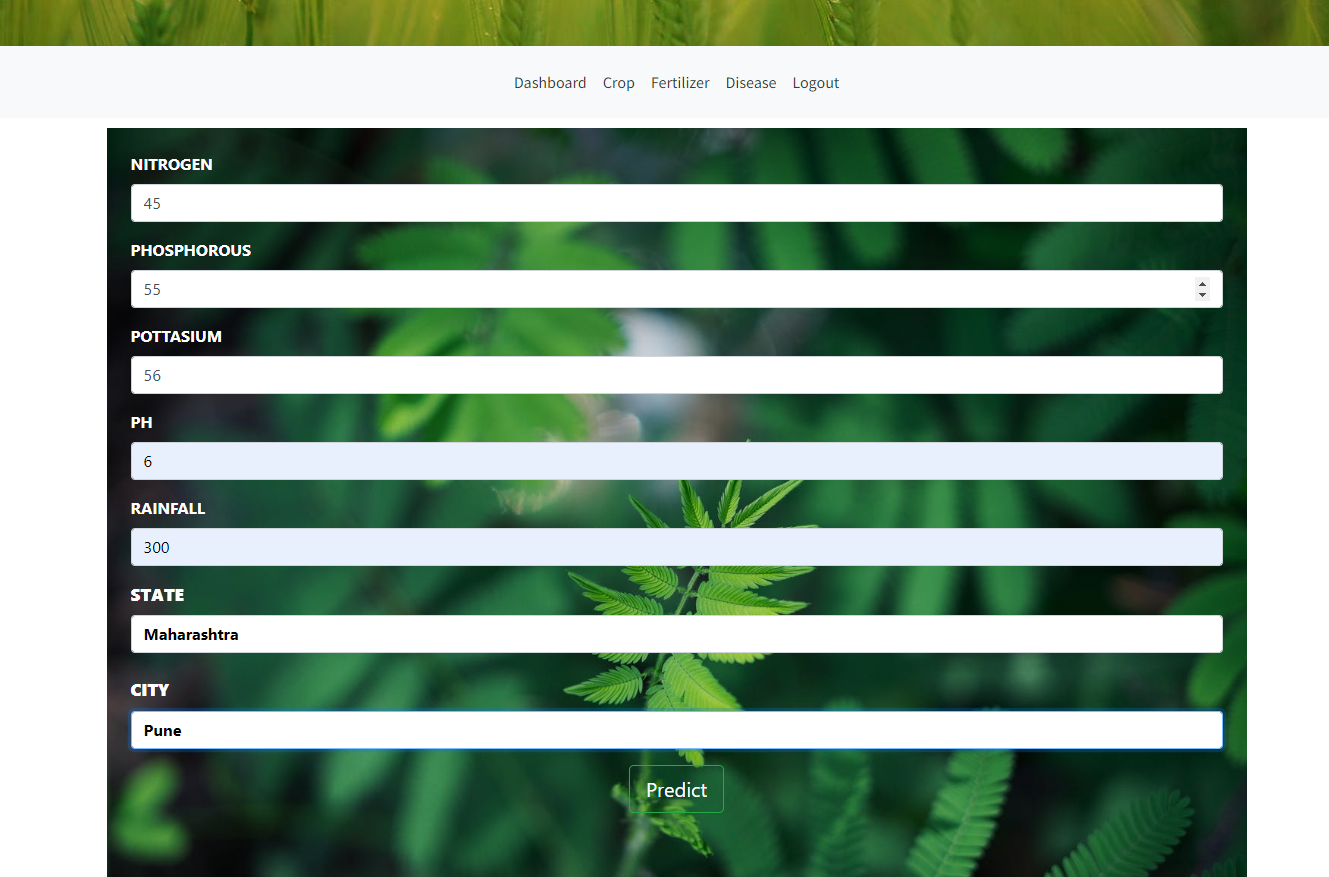 Dashboard Crop Fertilizer Disease Logout
NITROGEN
45
PHOSPHOROUS
55
POTTASIUM
56
PH
6
RAINFALL
300
STATE
Maharashtra
CITY
Pune
Predict